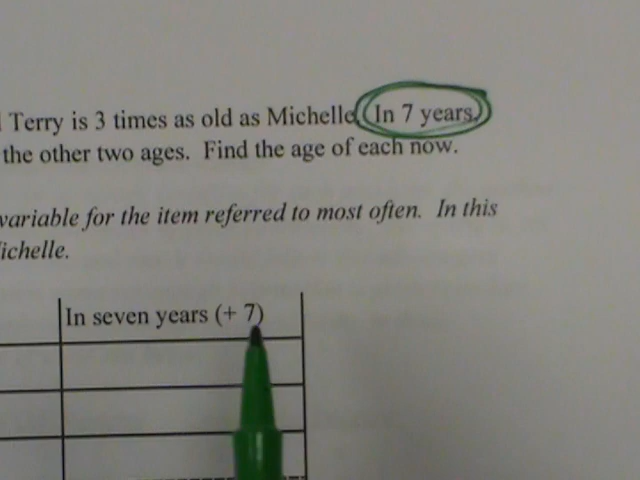 Terry is 3 times as old as Michelle. In 7 years,
the other two ages. Find the age of each now.
variable for the item referred to most often. In this
ichelle.
In seven years (+ 7)